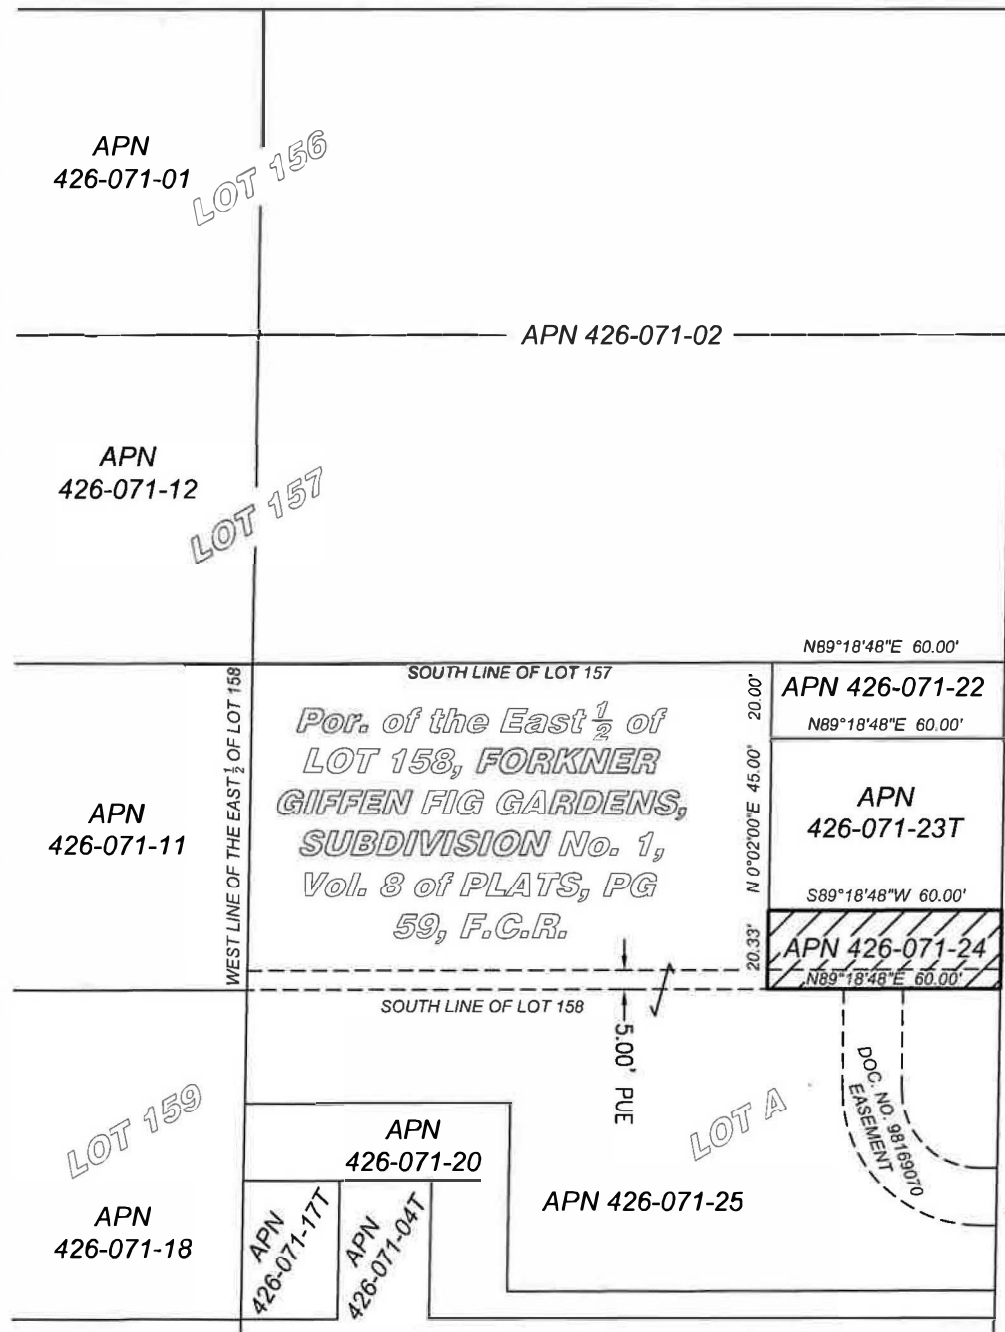 APN
426-071-01
LOT 156
APN 426-071-02
APN
426-071-12
LOT 157
N89°18'48"E 60.00'
SOUTH LINE OF LOT 157
WEST LINE OF THE EAST ½ OF LOT 158
Por. of the East ½ of
LOT 158, FORKNER
GIFFEN FIG GARDENS,
SUBDIVISION No. 1,
Vol. 8 of PLATS, PG
59, F.C.R.
20.00'
APN 426-071-22
N89°18'48"E 60.00'
N 0°02'00"E 45.00'
APN
426-071-23T
S89°18'48"W 60.00'
APN
426-071-11
20.33'
APN 426-071-24
N89°18'48"E 60.00'
SOUTH LINE OF LOT 158
5.00' PUE
DOC. NO. 98169070
EASEMENT
LOT 159
LOT A
APN
426-071-20
APN 426-071-25
APN
426-071-18
APN
426-071-17T
APN
426-071-04T